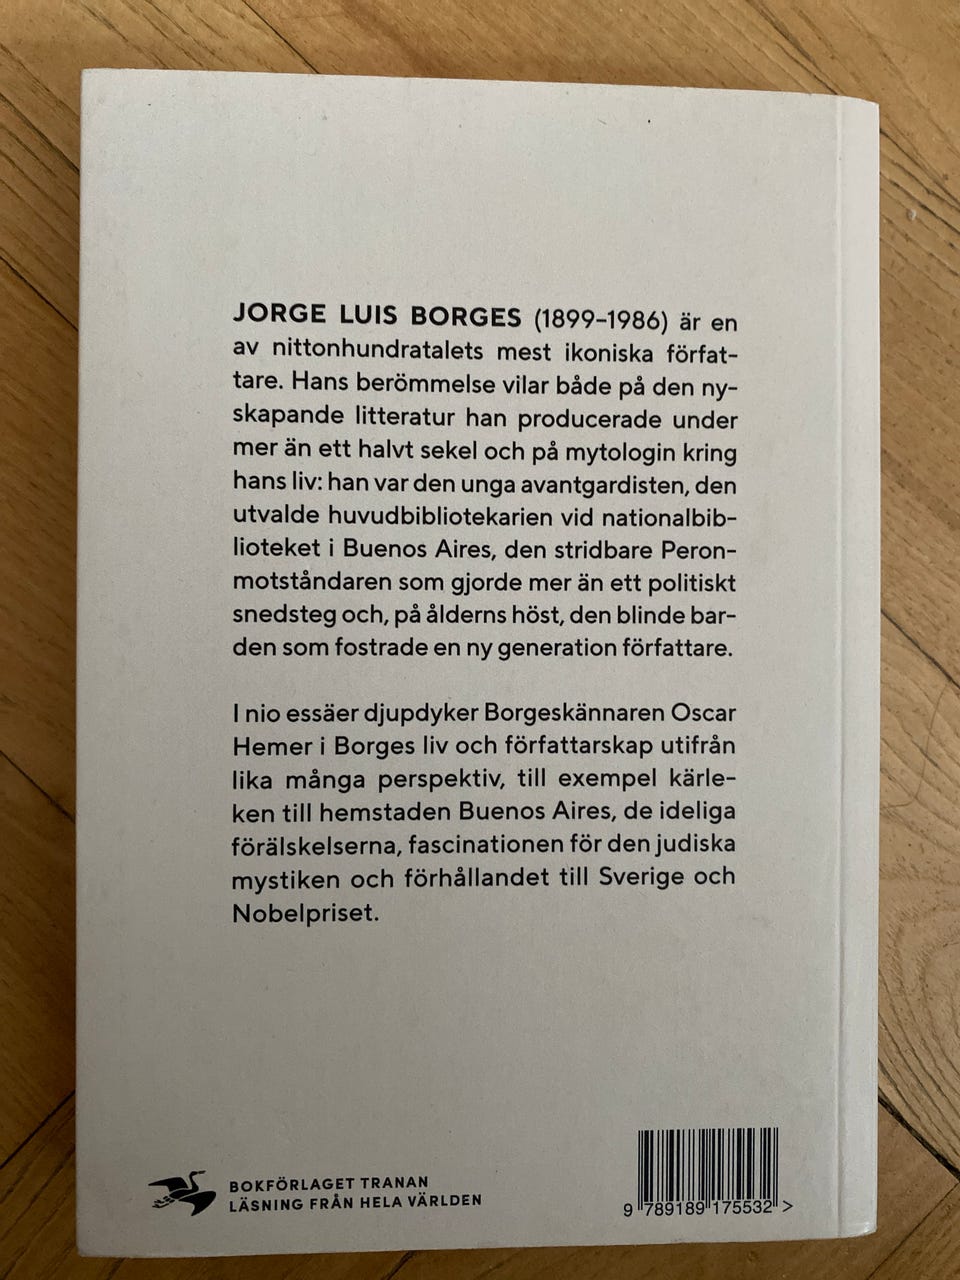 JORGE LUIS BORGES (1899–1986) är en
av nittonhundratalets mest ikoniska förfat-
tare. Hans berömmelse vilar både på den ny-
skapande litteratur han producerade under
mer än ett halvt sekel och på mytologin kring
hans liv: han var den unga avantgardisten, den
utvalde huvudbibliotekarien vid nationalbib-
lioteket i Buenos Aires, den stridbare Peron-
motståndaren som gjorde mer än ett politiskt
snedsteg och, på ålderns höst, den blinde bar-
den som fostrade en ny generation författare.
I nio essäer djupdyker Borgeskännaren Oscar
Hemer i Borges liv och författarskap utifrån
lika många perspektiv, till exempel kärle-
ken till hemstaden Buenos Aires, de ideliga
förälskelserna, fascinationen för den judiska
mystiken och förhållandet till Sverige och
Nobelpriset.
BOKFÖRLAGET TRANAN
LÄSNING FRÅN HELA VÄRLDEN
9 789189 175532 >